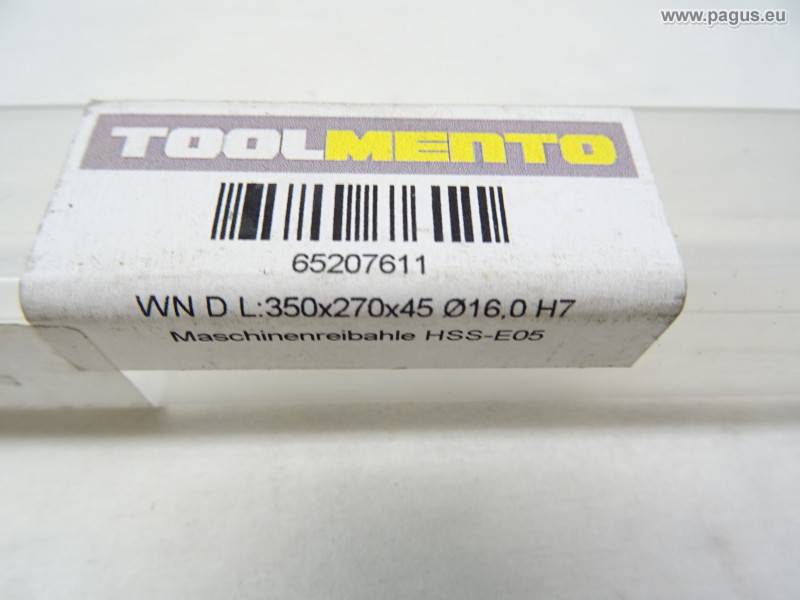 www.pagus.eu
TOOLMENTO
65207611
WN D L:350x270x45 Ø16,0 H7
Maschinenreibahle HSS-E05